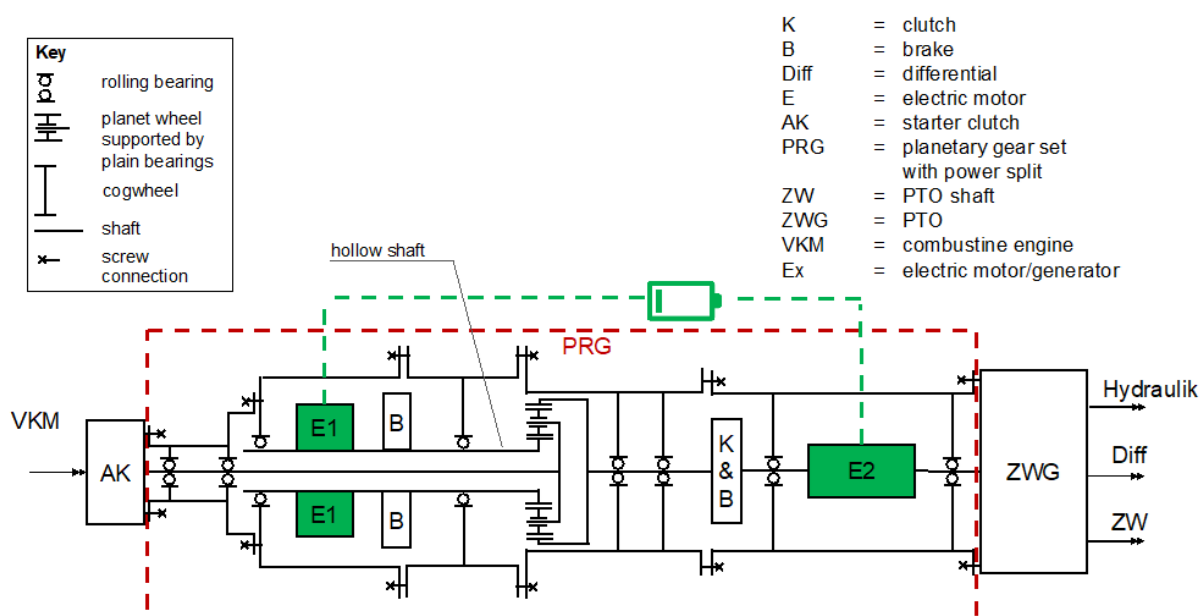 Key
rolling bearing
planet wheel
supported by
plain bearings
cogwheel
shaft
screw
connection
K = clutch
B = brake
Diff = differential
E = electric motor
AK = starter clutch
PRG = planetary gear set
with power split
ZW = PTO shaft
ZWG = PTO
VKM = combustine engine
Ex = electric motor/generator
hollow shaft
PRG
VKM
AK
E1
B
E1
B
K
&
B
E2
ZWG
Hydraulik
Diff
ZW